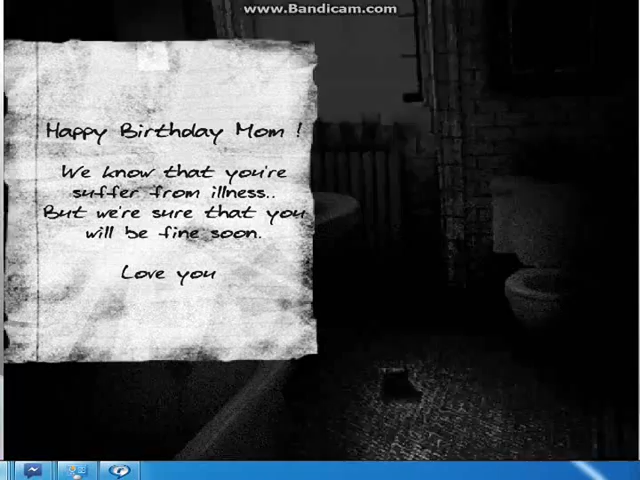 www.Bandicam.com
Happy Birthday Mom !
We know that you're
suffer from illness..
But we're sure that you
will be fine soon.
Love you